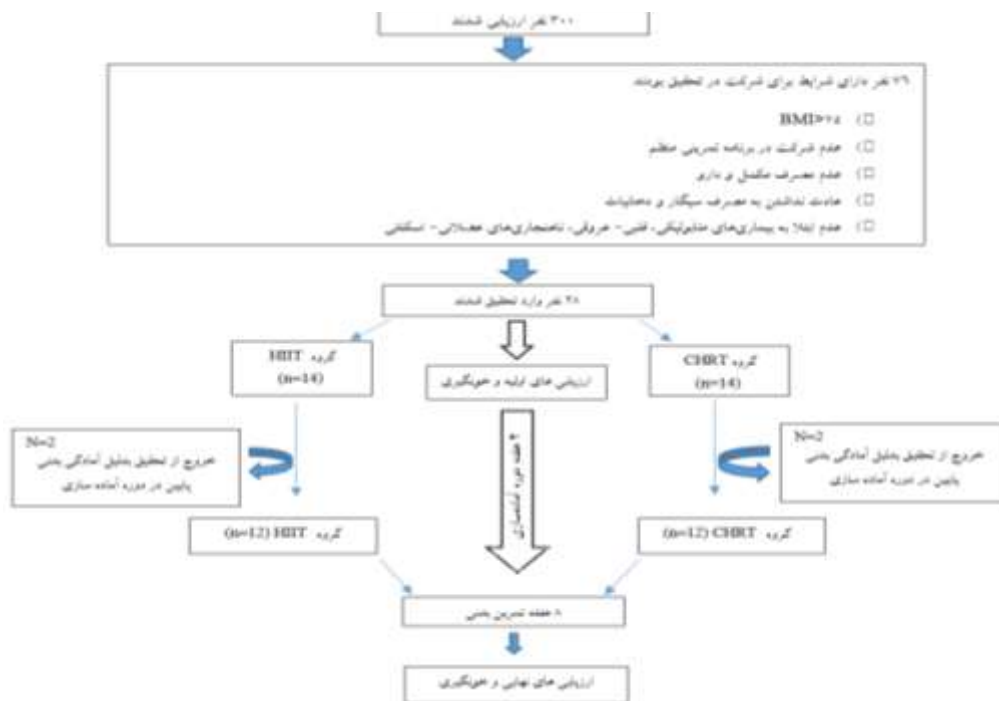 ۳۰۰ نفر ارزیابی شدند
۷۶ نفر دارای شرایط برای شرکت در تحقیق بودند
BMI≥۲۵
عدم شرکت در برنامه تمرینی منظم
عدم مصرف مکمل و داری
عادت نداشتن به مصرف سیگار و دخانیات
عدم ابتلا به بیماری‌های متابولیکی، قلبی- عروقی، ناهنجاری‌های عضلانی- اسکلتی
۲۸ نفر وارد تحقیق شدند
گروه CHRT
(n=14)
ارزیابی های اولیه و خونگیری
گروه HIIT
(n=14)
N=2
خروج از تحقیق بدلیل آمادگی بدنی
پایین در دوره آماده سازی
هفته دوره آماده‌سازی
N=2
خروج از تحقیق بدلیل آمادگی بدنی
پایین در دوره آماده سازی
گروه CHRT (n=12)
گروه HIIT (n=12)
۸ هفته تمرین بدنی
ارزیابی های نهایی و خونگیری